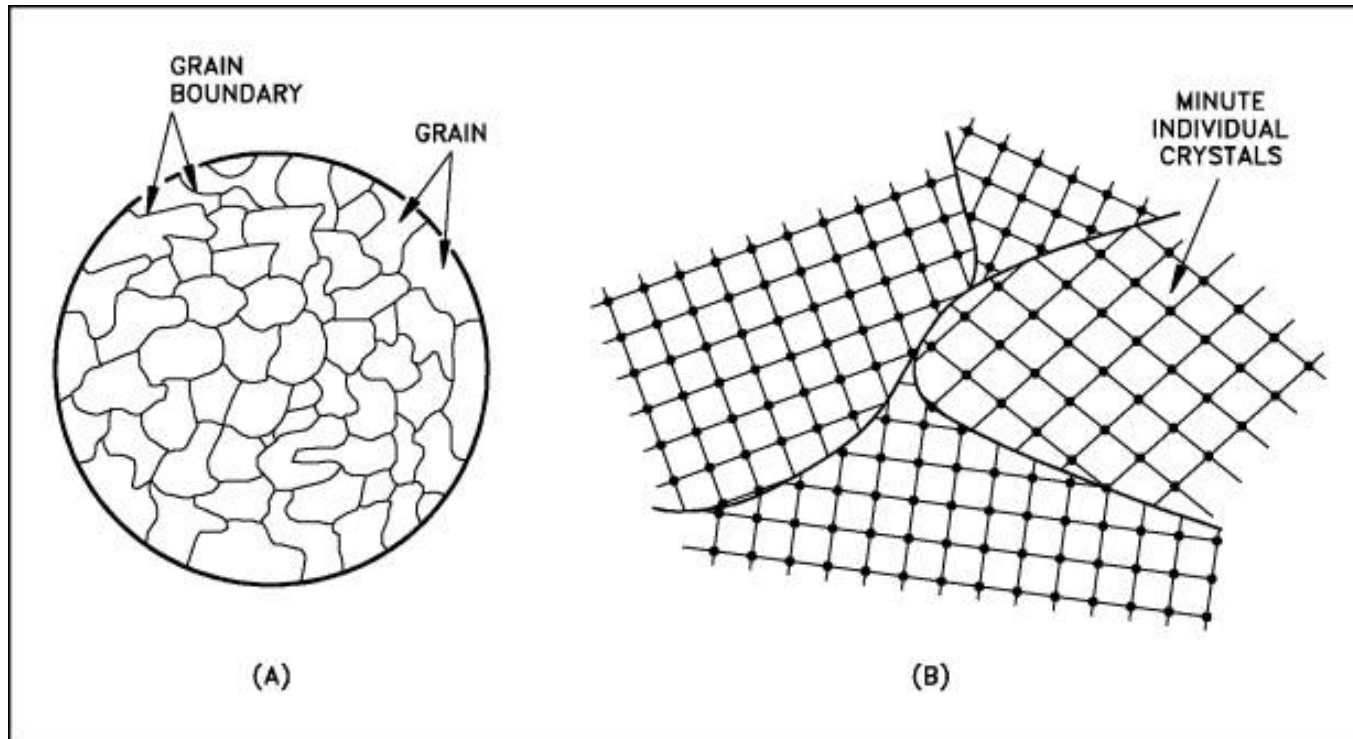 GRAIN
BOUNDARY
GRAIN
MINUTE
INDIVIDUAL
CRYSTALS
(A)
(B)